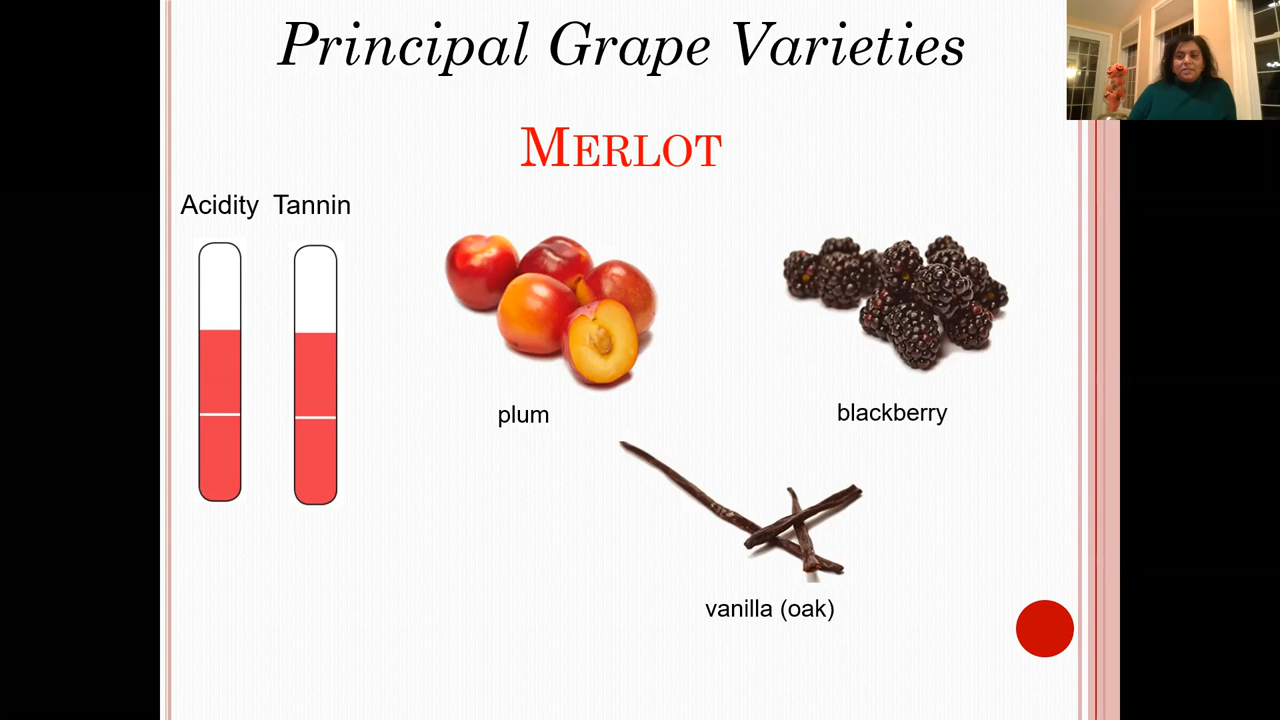 Principal Grape Varieties
MERLOT
Acidity Tannin
plum
blackberry
vanilla (oak)